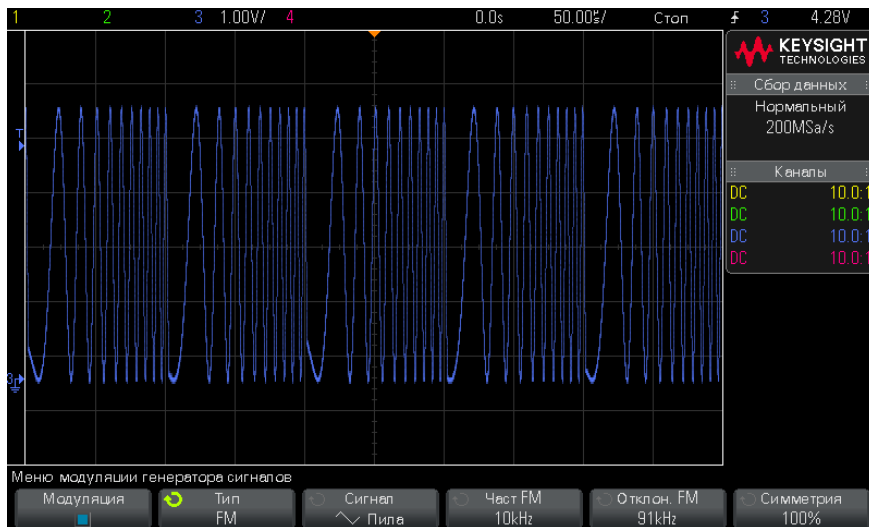 1 2 3 1.00V/ 4 0.0s 50.00us/ Стоп 3 4.28V
KEYSIGHT
TECHNOLOGIES
Сбор данных
Нормальный
200MSa/s
Каналы
DC 10.0:1
DC 10.0:1
DC 10.0:1
DC 10.0:1
T
3
Меню модуляции генератора сигналов
Модуляция
Тип
FM
Сигнал
Пила
Част FM
10kHz
Отклон. FM
91kHz
Симметрия
100%